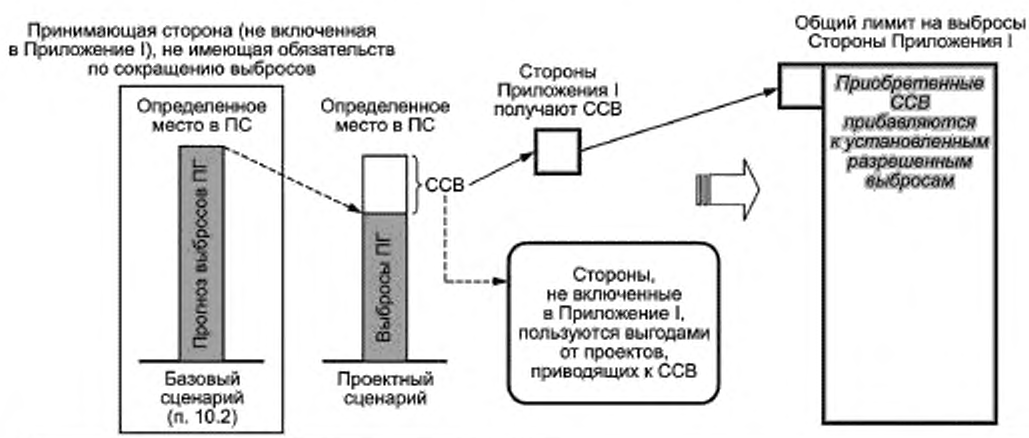 Принимающая сторона (не включенная
в Приложение I), не имеющая обязательств
по сокращению выбросов
Определенное
место в ПС
Прогноз выбросов ПГ
Базовый
сценарий
(п. 10.2)
Определенное
место в ПС
ССВ
Выбросы ПГ
Проектный
сценарий
Стороны
Приложения I
получают ССВ
Стороны,
не включенные
в Приложение I,
пользуются выгодами
от проектов,
приводящих к ССВ
Общий лимит на выбросы
Стороны Приложения I
Приобретенные
ССВ
прибавляются
к установленным
разрешенным
выбросам